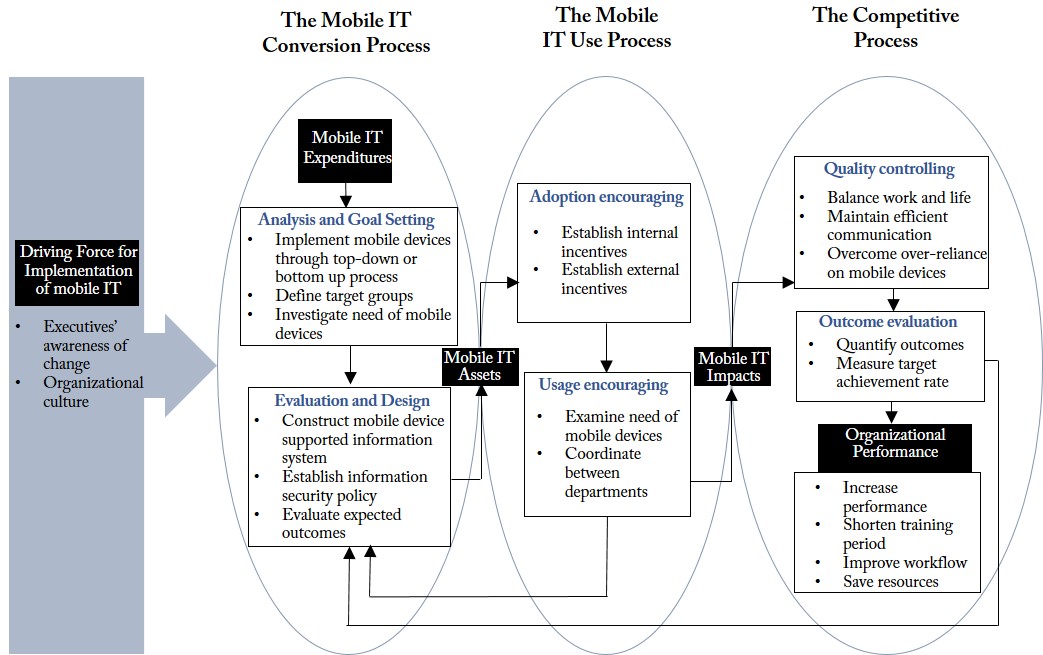 The Mobile IT
Conversion Process
The Mobile
IT Use Process
The Competitive
Process
Driving Force for
Implementation
of mobile IT
• Executives’
awareness of
change
• Organizational
culture
Mobile IT
Expenditures
Analysis and Goal Setting
• Implement mobile devices
through top-down or
bottom up process
• Define target groups
• Investigate need of mobile
devices
Evaluation and Design
• Construct mobile device
supported information
system
• Establish information
security policy
• Evaluate expected
outcomes
Mobile IT
Assets
Adoption encouraging
• Establish internal
incentives
• Establish external
incentives
Usage encouraging
• Examine need of
mobile devices
• Coordinate
between
departments
Mobile IT
Impacts
Quality controlling
• Balance work and life
• Maintain efficient
communication
• Overcome over-reliance
on mobile devices
Outcome evaluation
• Quantify outcomes
• Measure target
achievement rate
Organizational
Performance
• Increase
performance
• Shorten training
period
• Improve workflow
• Save resources